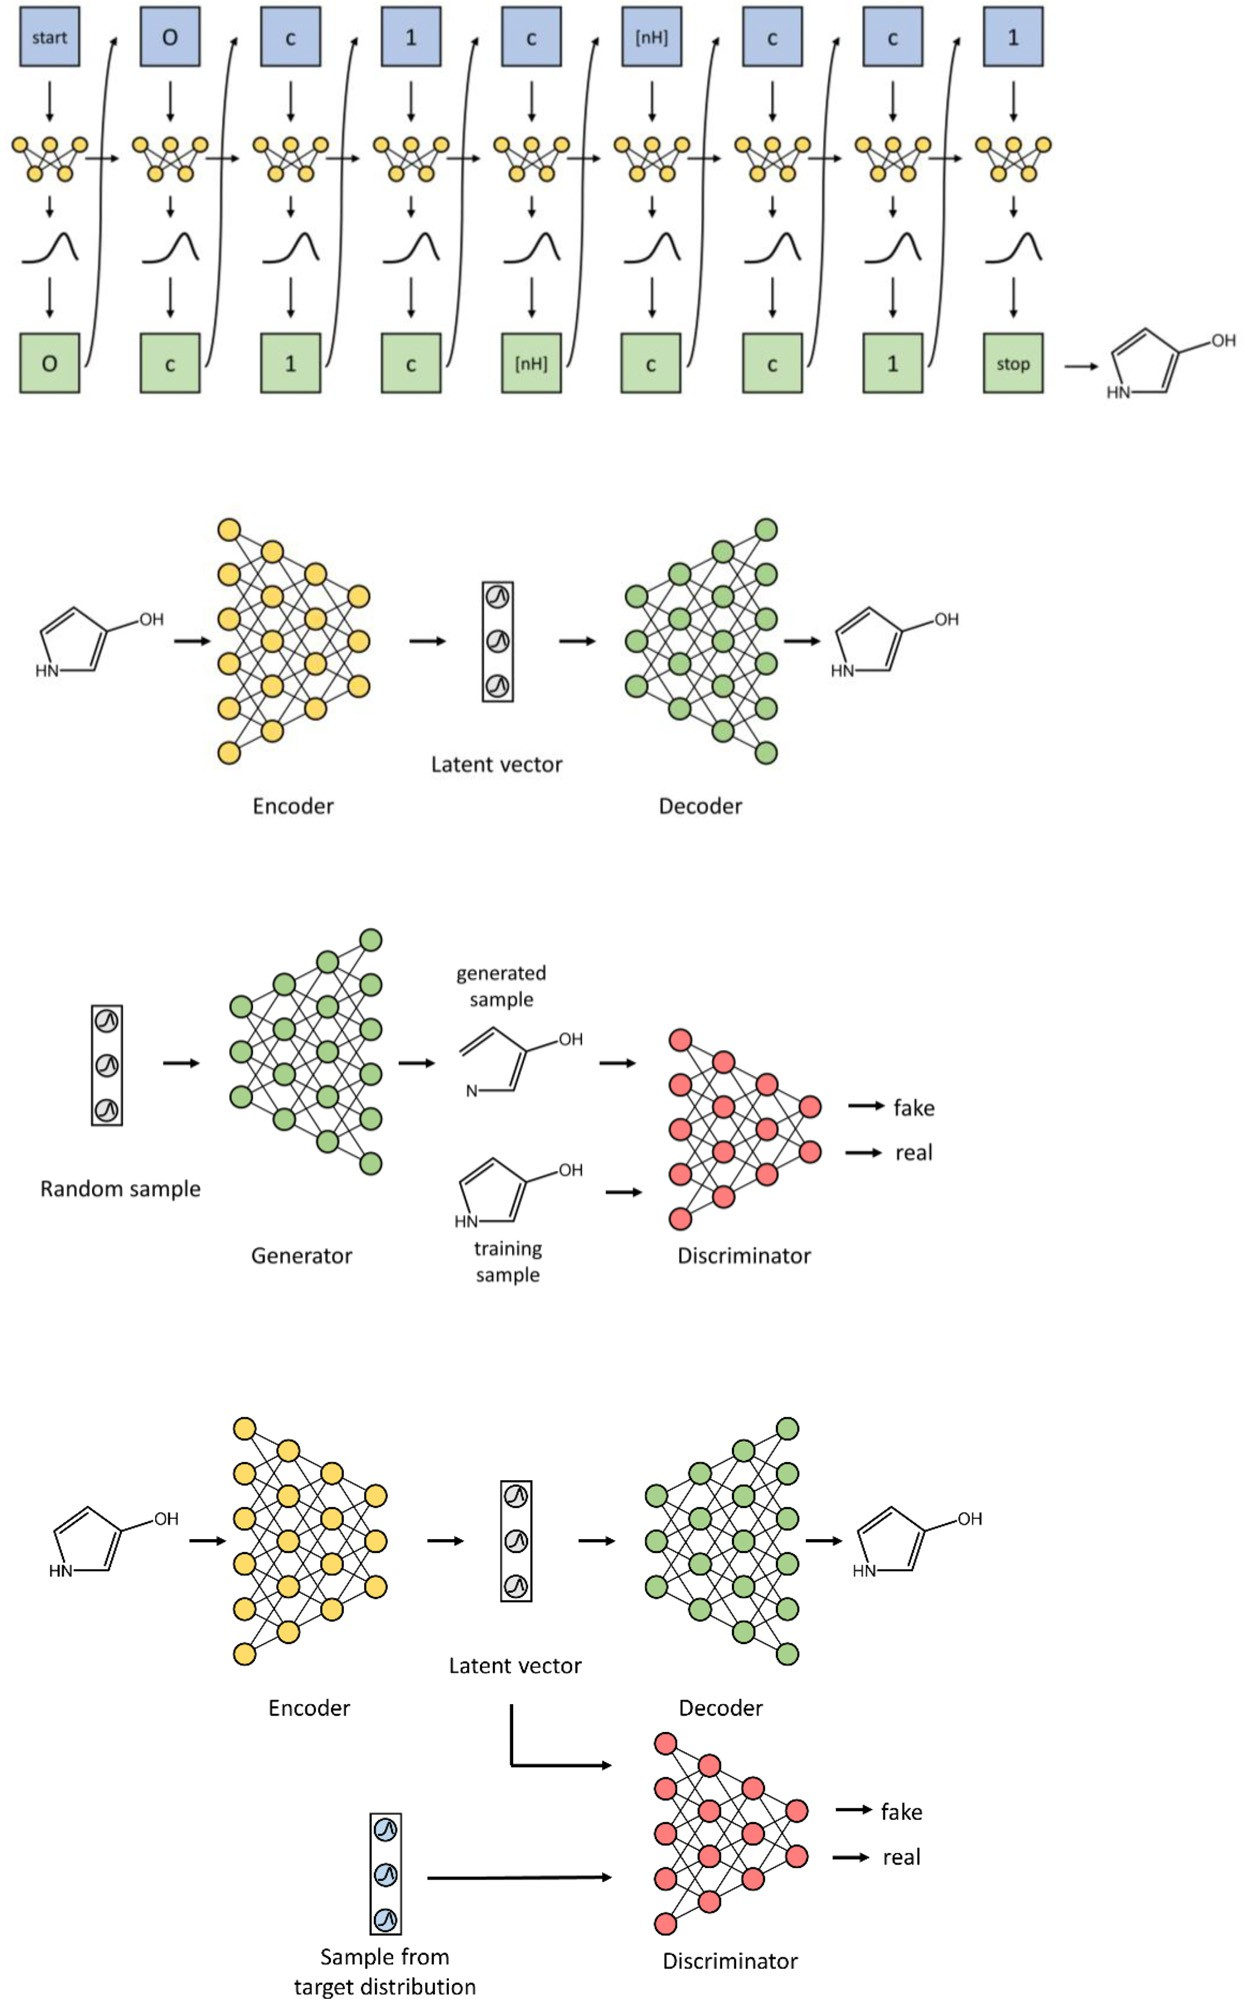 start O c 1 c [nH] c c 1
O c 1 c [nH] c c 1 stop
OH
HN
OH
HN
OH
HN
Latent vector
Encoder
Decoder
generated
sample
OH
N
fake
real
OH
HN
Random sample
training
sample
Generator
Discriminator
OH
HN
OH
HN
Latent vector
Encoder
Decoder
fake
real
Sample from
target distribution
Discriminator